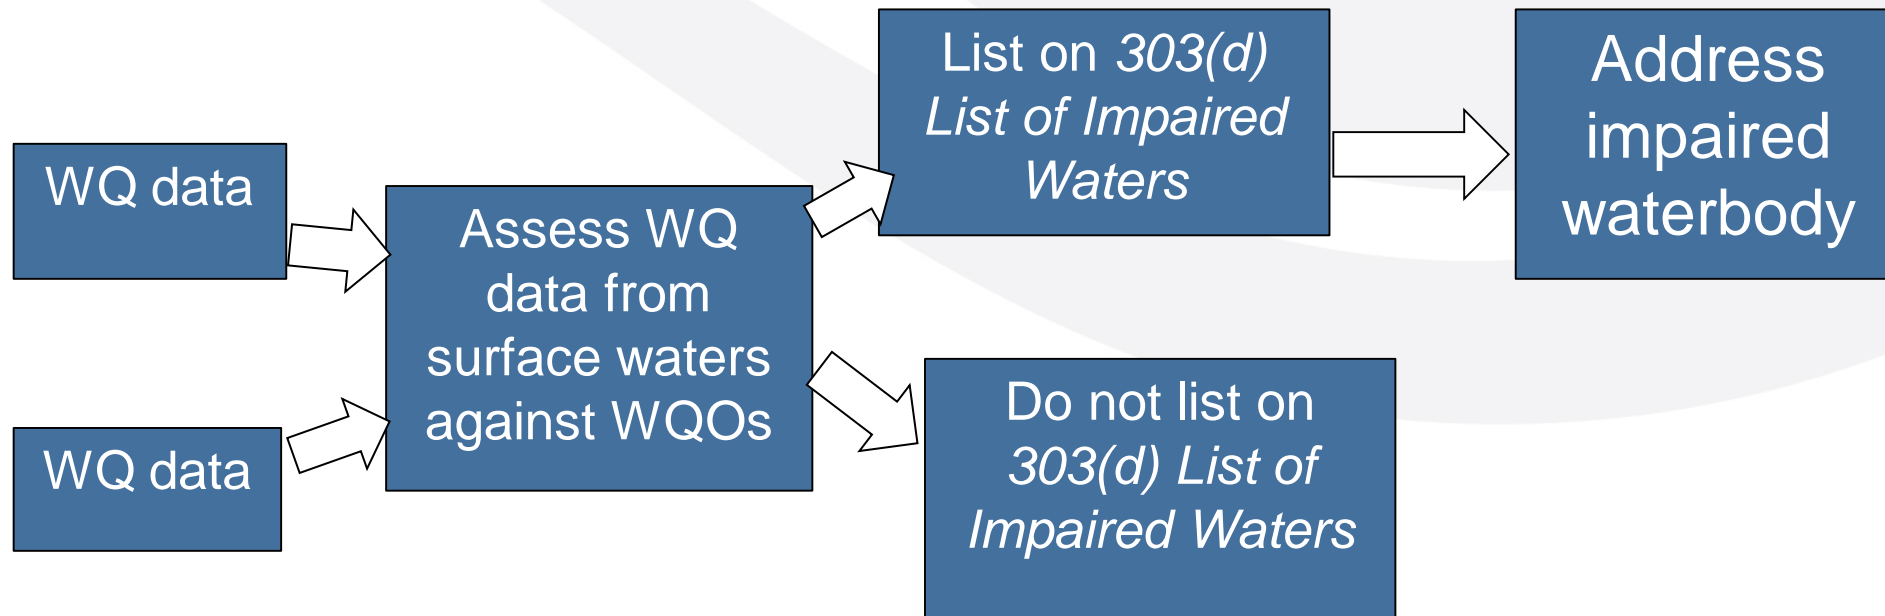 WQ data
WQ data
Assess WQ
data from
surface waters
against WQOs
List on 303(d)
List of Impaired
Waters
Do not list on
303(d) List of
Impaired Waters
Address
impaired
waterbody